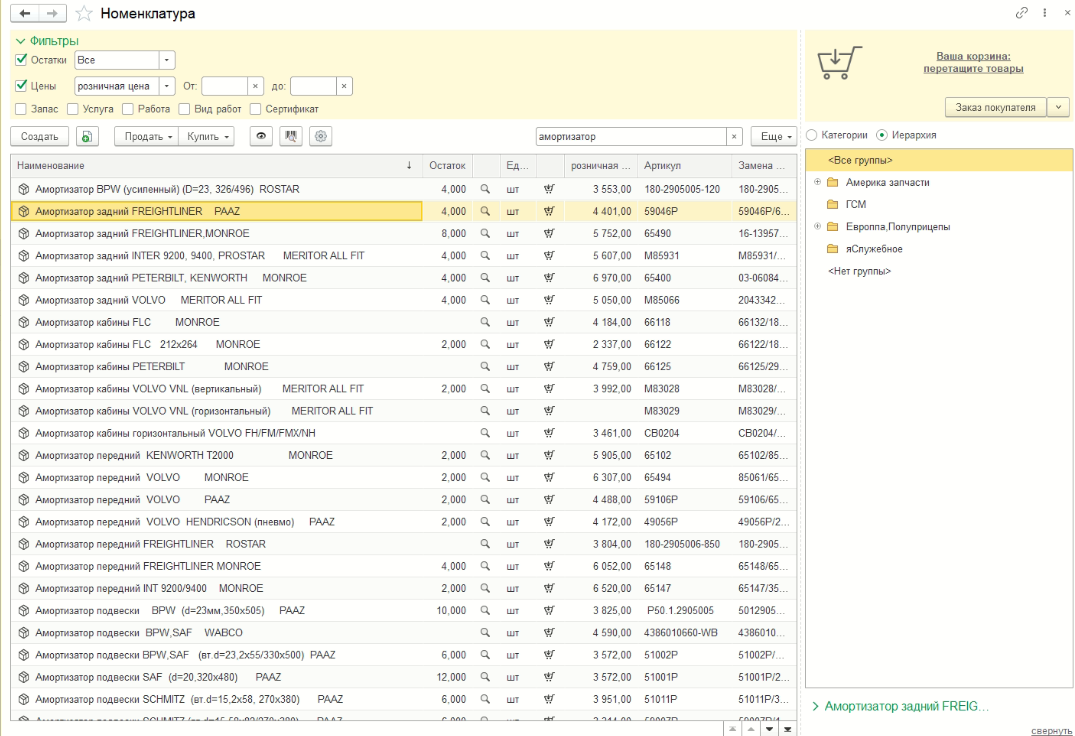 Номенклатура
Фильтры
Остатки Все
Цены розничная цена От: до:
Запас Услуга Работа Вид работ Сертификат
Ваша корзина:
перетащите товары
Заказ покупателя
Создать Продать Купить амортизатор Еще
Категории Иерархия
Наименование Остаток Ед... розничная ... Артикул Замена ...
Амортизатор BPW (усиленный) (D=23, 326/496) ROSTAR 4,000 шт 3 553,00 180-2905005-120 180-2905...
Амортизатор задний FREIGHTLINER PAAZ 4,000 шт 4 401,00 59046P 59046P/6...
Амортизатор задний FREIGHTLINER,MONROE 8,000 шт 5 752,00 65490 16-13957...
Амортизатор задний INTER 9200, 9400, PROSTAR MERITOR ALL FIT 4,000 шт 5 607,00 M85931 M85931/...
Амортизатор задний PETERBILT, KENWORTH MONROE 4,000 шт 6 970,00 65400 03-06084...
Амортизатор задний VOLVO MERITOR ALL FIT 4,000 шт 5 050,00 M85066 2043342...
Амортизатор кабины FLC MONROE шт 4 184,00 66118 66132/18...
Амортизатор кабины FLC 212x264 MONROE 2,000 шт 2 337,00 66122 66122/18...
Амортизатор кабины PETERBILT MONROE шт 4 759,00 66125 66125/29...
Амортизатор кабины VOLVO VNL (вертикальный) MERITOR ALL FIT 2,000 шт 3 992,00 M83028 M83028/...
Амортизатор кабины VOLVO VNL (горизонтальный) MERITOR ALL FIT шт M83029 M83029/...
Амортизатор кабины горизонтальный VOLVO FH/FM/FMX/NH шт 3 461,00 CB0204 CB0204/...
Амортизатор передний KENWORTH T2000 MONROE 2,000 шт 5 905,00 65102 65102/85...
Амортизатор передний VOLVO MONROE 2,000 шт 6 307,00 65494 85061/65...
Амортизатор передний VOLVO PAAZ 2,000 шт 4 488,00 59106P 59106/65...
Амортизатор передний VOLVO HENDRICSON (пневмо) PAAZ 2,000 шт 4 172,00 49056P 49056P/2...
Амортизатор передний FREIGHTLINER ROSTAR шт 3 804,00 180-2905006-850 180-2905...
Амортизатор передний FREIGHTLINER MONROE 4,000 шт 6 052,00 65148 65148/65...
Амортизатор передний INT 9200/9400 MONROE 2,000 шт 6 520,00 65147 65147/35...
Амортизатор подвески BPW (d=23мм,350x505) PAAZ 10,000 шт 3 825,00 P50.1.2905005 5012905...
Амортизатор подвески BPW,SAF WABCO шт 4 590,00 4386010660-WB 4386010...
Амортизатор подвески BPW,SAF (вт.d=23,2x55/330x500) PAAZ 6,000 шт 3 572,00 51002P 51002P/...
Амортизатор подвески SAF (d=20,320x480) PAAZ 12,000 шт 3 572,00 51001P 51001P/2...
Амортизатор подвески SCHMITZ (вт.d=15,2x58, 270x380) PAAZ 6,000 шт 3 951,00 51011P 51011P/3...
<Все группы>
Америка запчасти
ГСМ
Европпа,Полуприцепы
яСлужебное
<Нет группы>
Амортизатор задний FREIG...
свернуть